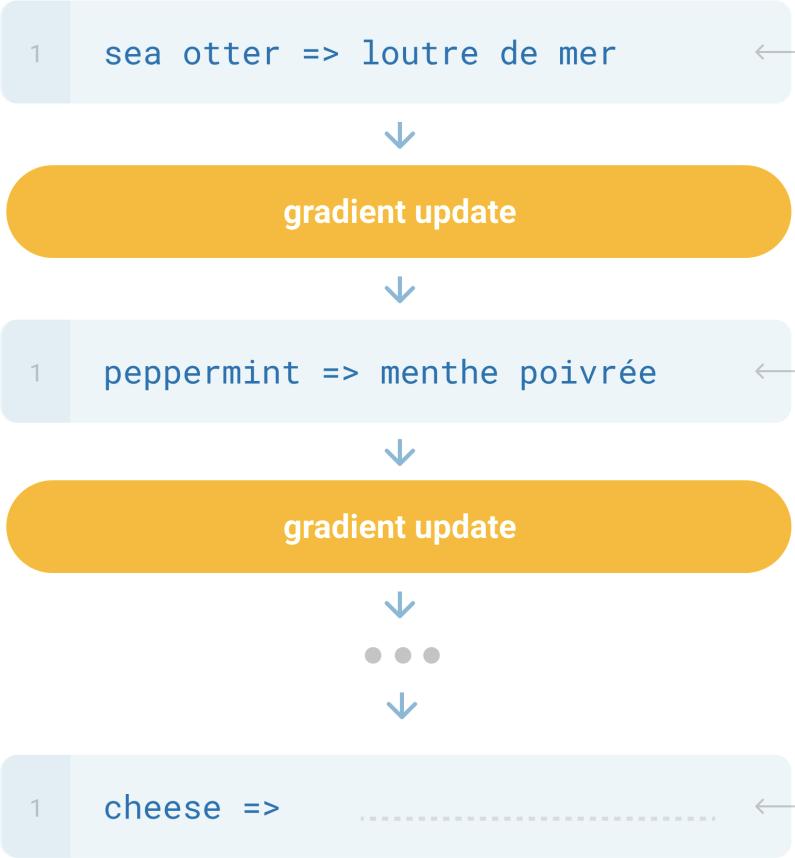 1 sea otter => loutre de mer
gradient update
1 peppermint => menthe poivrée
gradient update
1 cheese =>